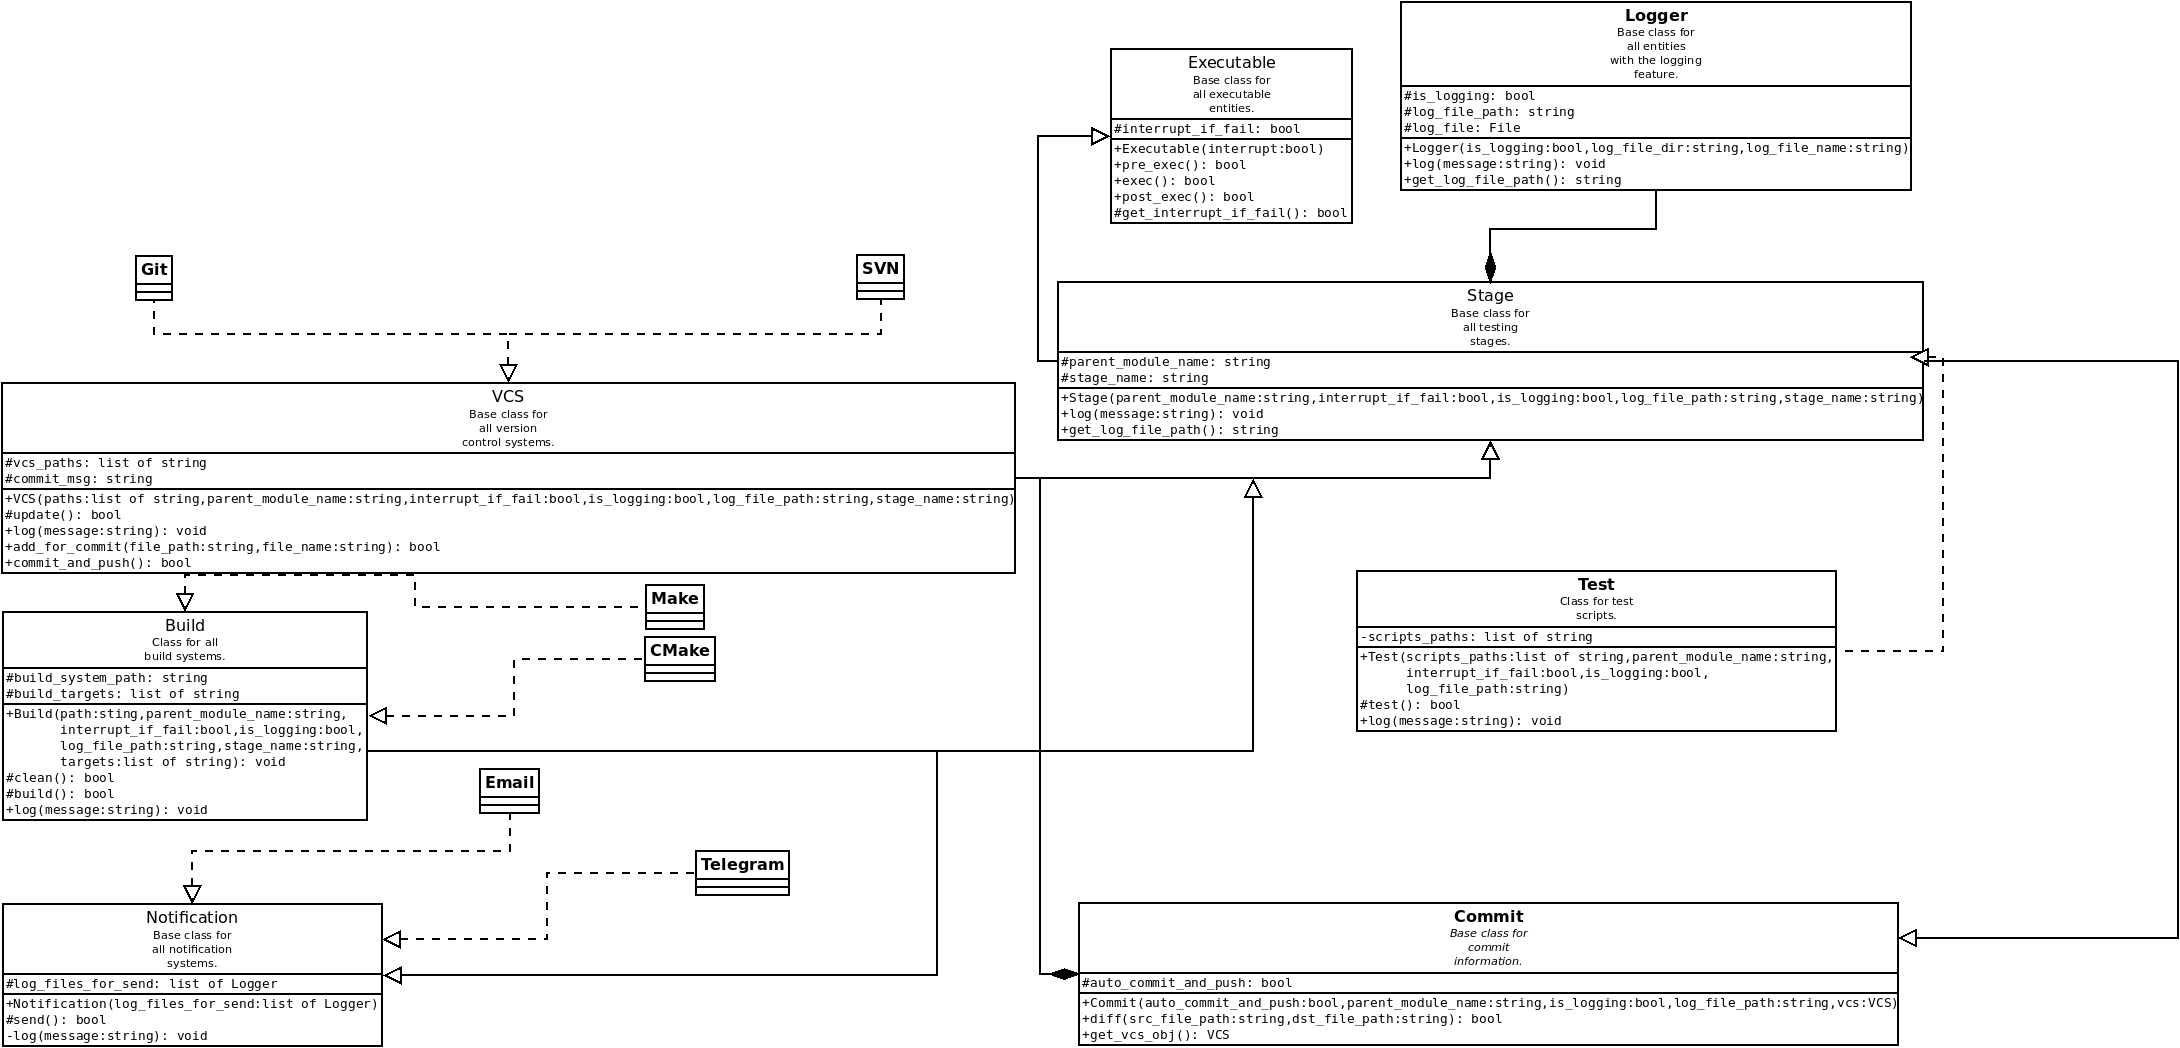 Logger
Base class for
all entities
with the logging
feature.
#is_logging: bool
#log_file_path: string
#log_file: File
+Logger(is_logging:bool,log_file_dir:string,log_file_name:string)
+log(message:string): void
+get_log_file_path(): string
Executable
Base class for
all executable
entities.
#interrupt_if_fail: bool
+Executable(interrupt:bool)
+pre_exec(): bool
+exec(): bool
+post_exec(): bool
#get_interrupt_if_fail(): bool
Git
SVN
Stage
Base class for
all testing
stages.
#parent_module_name: string
#stage_name: string
+Stage(parent_module_name:string,interrupt_if_fail:bool,is_logging:bool,log_file_path:string,stage_name:string)
+log(message:string): void
+get_log_file_path(): string
VCS
Base class for
all version
control systems.
#vcs_paths: list of string
#commit_msg: string
+VCS(paths:list of string,parent_module_name:string,interrupt_if_fail:bool,is_logging:bool,log_file_path:string,stage_name:string)
#update(): bool
+log(message:string): void
+add_for_commit(file_path:string,file_name:string): bool
+commit_and_push(): bool
Make
CMake
Build
Class for all
build systems.
#build_system_path: string
#build_targets: list of string
+Build(path:sting,parent_module_name:string,
interrupt_if_fail:bool,is_logging:bool,
log_file_path:string,stage_name:string,
targets:list of string): void
#clean(): bool
#build(): bool
+log(message:string): void
Test
Class for test
scripts.
-scripts_paths: list of string
+Test(scripts_paths:list of string,parent_module_name:string,
interrupt_if_fail:bool,is_logging:bool,
log_file_path:string)
#test(): bool
+log(message:string): void
Email
Telegram
Notification
Base class for
all notification
systems.
#log_files_for_send: list of Logger
+Notification(log_files_for_send:list of Logger)
#send(): bool
-log(message:string): void
Commit
Base class for
commit
information.
#auto_commit_and_push: bool
+Commit(auto_commit_and_push:bool,parent_module_name:string,is_logging:bool,log_file_path:string,vcs:VCS)
+diff(src_file_path:string,dst_file_path:string): bool
+get_vcs_obj(): VCS